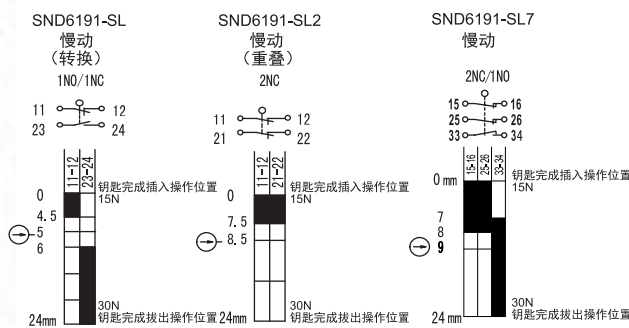 SND6191-SL
慢动
（转换）
1NO/1NC
11 12
23 24
11-12
23-24
0
4.5
5
6
24mm
钥匙完成插入操作位置
15N
30N
钥匙完成拔出操作位置
SND6191-SL2
慢动
（重叠）
2NC
11 12
21 22
11-12
21-22
0
7.5
8.5
24mm
钥匙完成插入操作位置
15N
30N
钥匙完成拔出操作位置
SND6191-SL7
慢动
2NC/1NO
15 16
25 26
33 34
15-16
25-26
33-34
0 mm
7
8
9
24 mm
钥匙完成插入操作位置
15N
30N
钥匙完成拔出操作位置